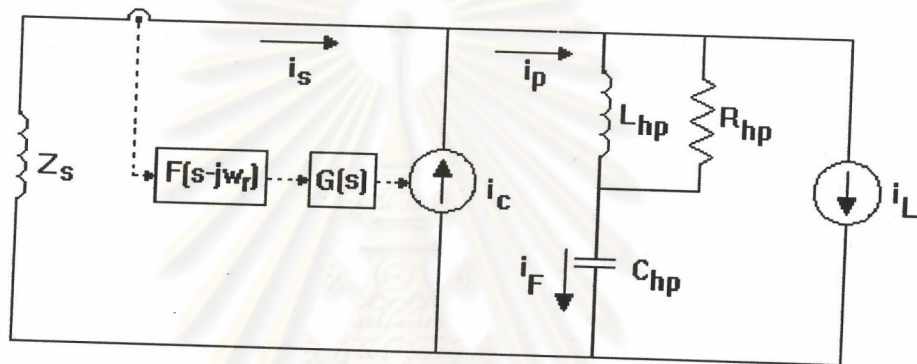 i_s
i_p
L_hp
R_hp
Z_s
F(s-jw_r)
G(s)
i_c
i_L
i_F
C_hp